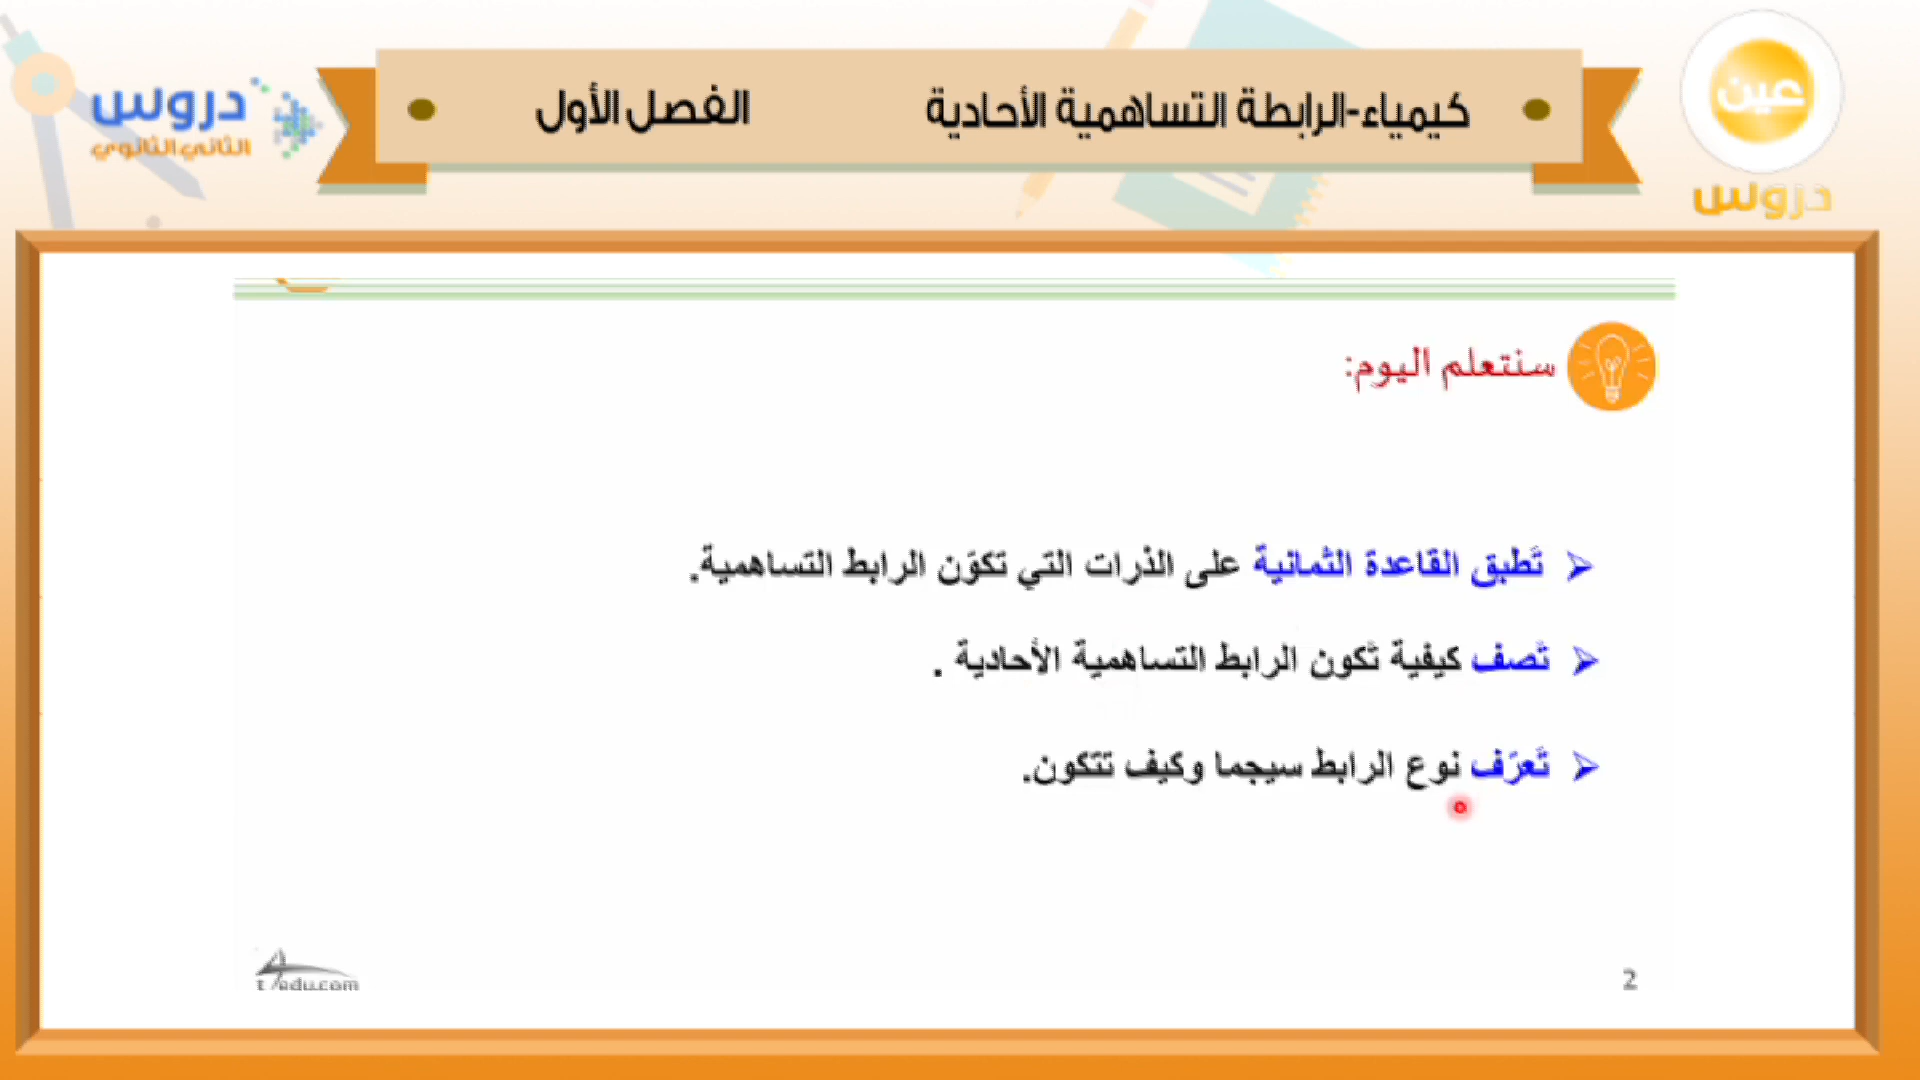 كيمياء-الرابطة التساهمية الأحادية الفصل الأول
عين
دروس
دروس
الثاني الثانوي
سنتعلم اليوم:
تَطبق القاعدة الثمانية على الذرات التي تكوّن الرابط التساهمية.
تَصف كيفية تَكون الرابط التساهمية الأحادية .
تَعرّف نوع الرابط سيجما وكيف تتكون.
t4edu.com
2